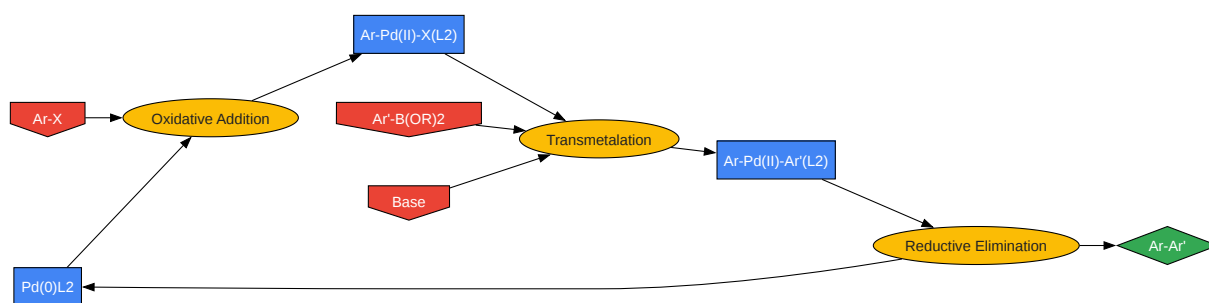 Ar-Pd(II)-X(L2)
Ar-X
Oxidative Addition
Ar'-B(OR)2
Transmetalation
Ar-Pd(II)-Ar'(L2)
Base
Reductive Elimination
Ar-Ar'
Pd(0)L2